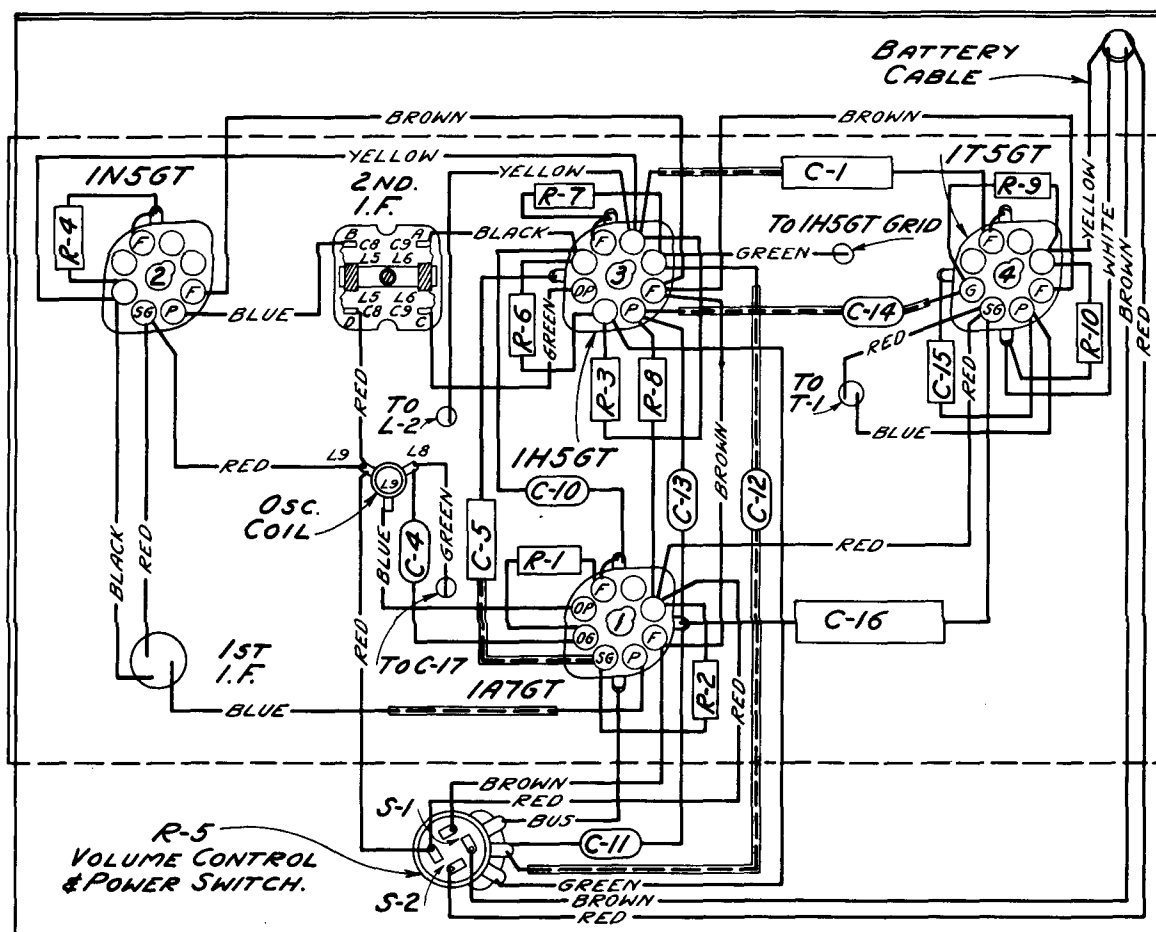 BATTERY
CABLE
BROWN
BROWN
YELLOW
1N5GT
2ND.
I.F.
YELLOW
R-7
C-1
1T5GT
R-9
R-4
F
2
SG
P
B
A
C8
C9
L5
L6
L5
L6
C8
C9
D
C
BLACK
F
3
DP
F
P
TO 1H5GT GRID
GREEN
F
4
G
F
SG
P
YELLOW
WHITE
BROWN
RED
BLUE
R-6
GREEN
R-3
R-8
C-14
RED
RED
C-15
R-10
TO
T-1
BLUE
RED
TO
L-2
L9
L8
RED
L9
OSC.
COIL
1H5GT
BROWN
C-10
C-13
C-12
BLACK
RED
BLUE
C-4
GREEN
C-5
R-1
RED
F
OP
1
OG
F
SG
P
C-16
RED
TO C-17
R-2
RED
1ST
I.F.
1A7GT
BLUE
BROWN
RED
S-1
BUS
R-5
VOLUME CONTROL
& POWER SWITCH.
C-11
S-2
GREEN
BROWN
RED